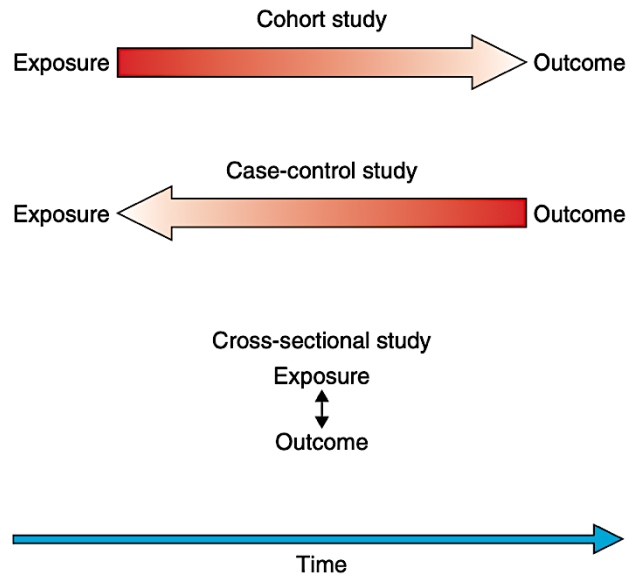 Cohort study
Exposure
Outcome
Case-control study
Exposure
Outcome
Cross-sectional study
Exposure
Outcome
Time